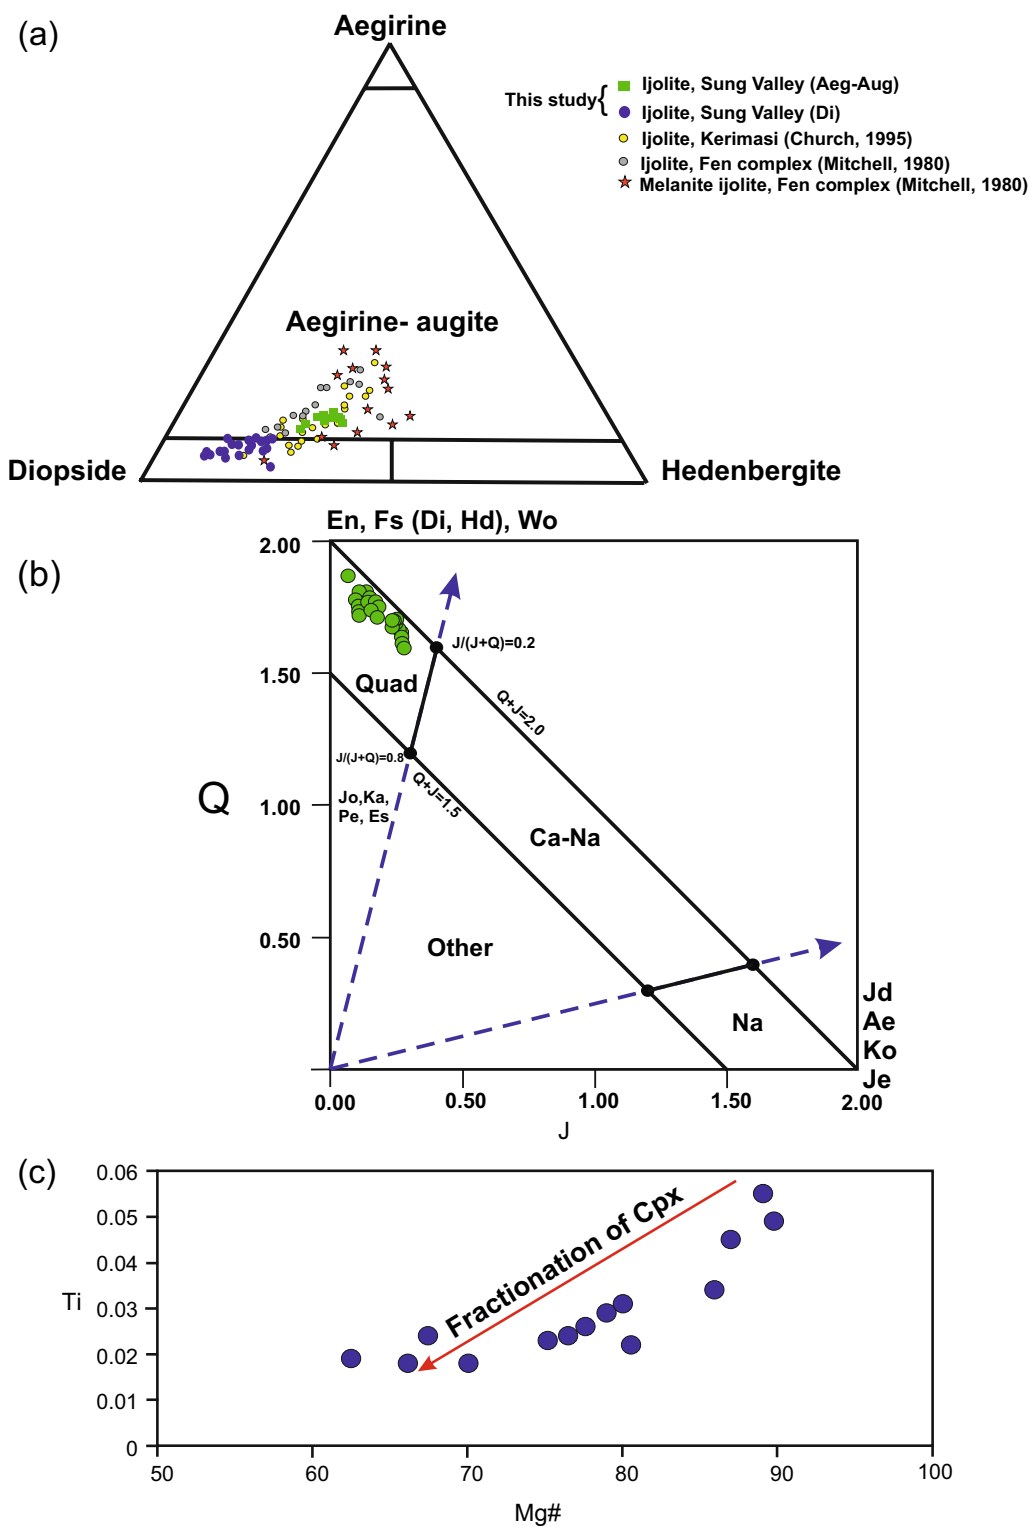 (a)
Aegirine
This study{
Ijolite, Sung Valley (Aeg-Aug)
Ijolite, Sung Valley (Di)
Ijolite, Kerimasi (Church, 1995)
Ijolite, Fen complex (Mitchell, 1980)
Melanite ijolite, Fen complex (Mitchell, 1980)
Aegirine- augite
Diopside
Hedenbergite
(b)
En, Fs (Di, Hd), Wo
2.00
1.50
1.00
0.50
Q
J/(J+Q)=0.2
Quad
Q+J=2.0
J/(J+Q)=0.8
Q+J=1.5
Jo,Ka,
Pe, Es
Ca-Na
Other
Na
Jd
Ae
Ko
Je
0.00
0.50
1.00
1.50
2.00
J
(c)
0.06
0.05
0.04
0.03
0.02
0.01
0
Ti
Fractionation of Cpx
50
60
70
80
90
100
Mg#